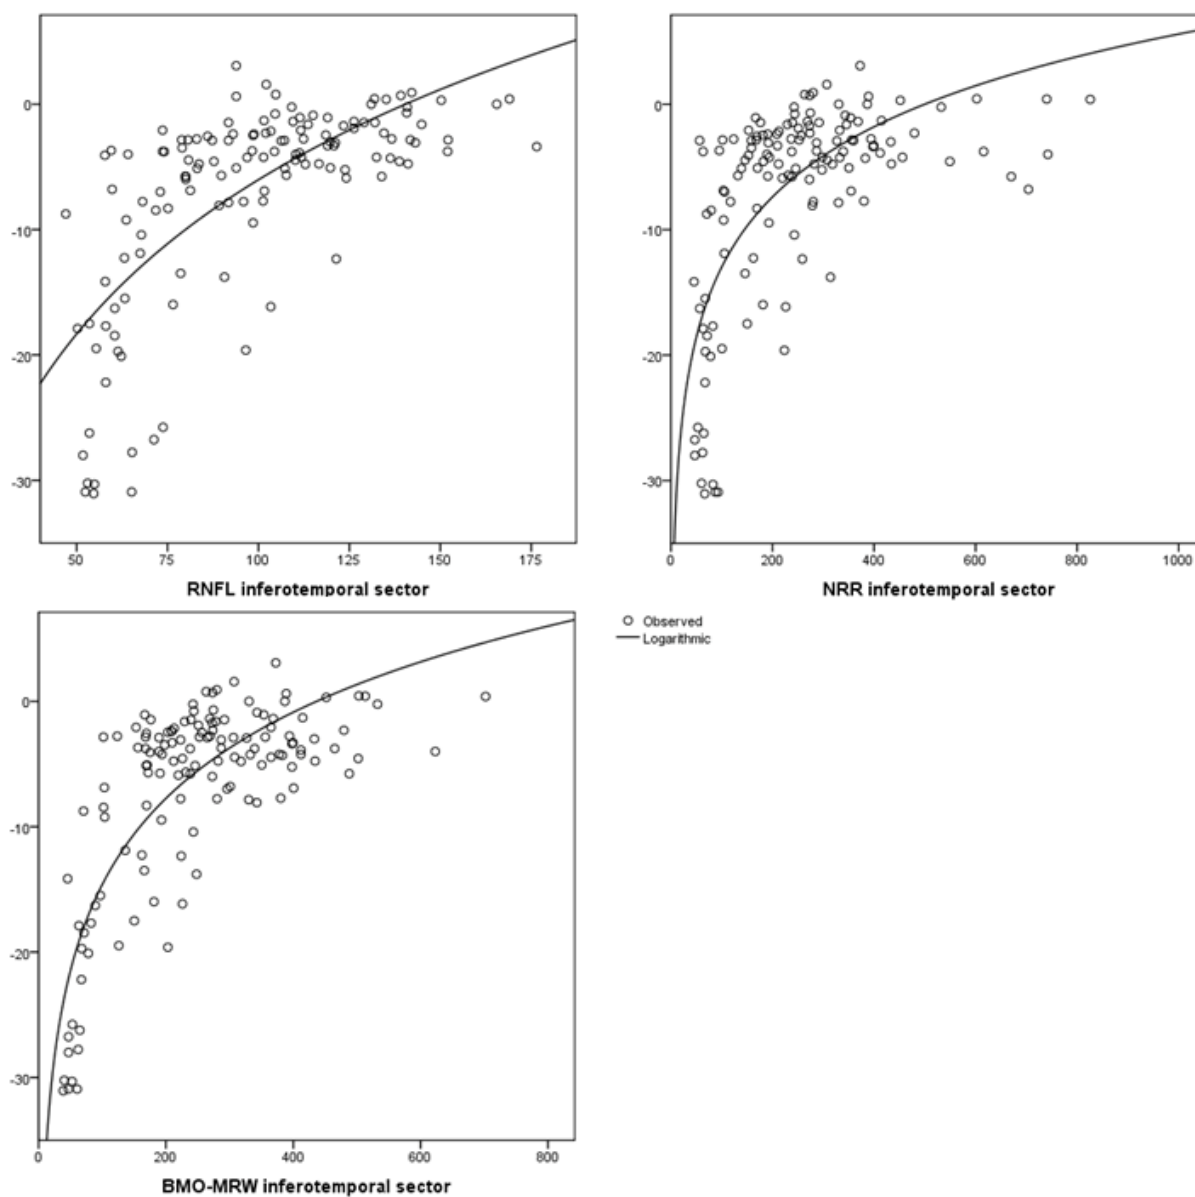 0
-10
-20
-30
50 75 100 125 150 175
RNFL inferotemporal sector
0
-10
-20
-30
0 200 400 600 800 1000
NRR inferotemporal sector
0
-10
-20
-30
0 200 400 600 800
BMO-MRW inferotemporal sector
Observed
Logarithmic